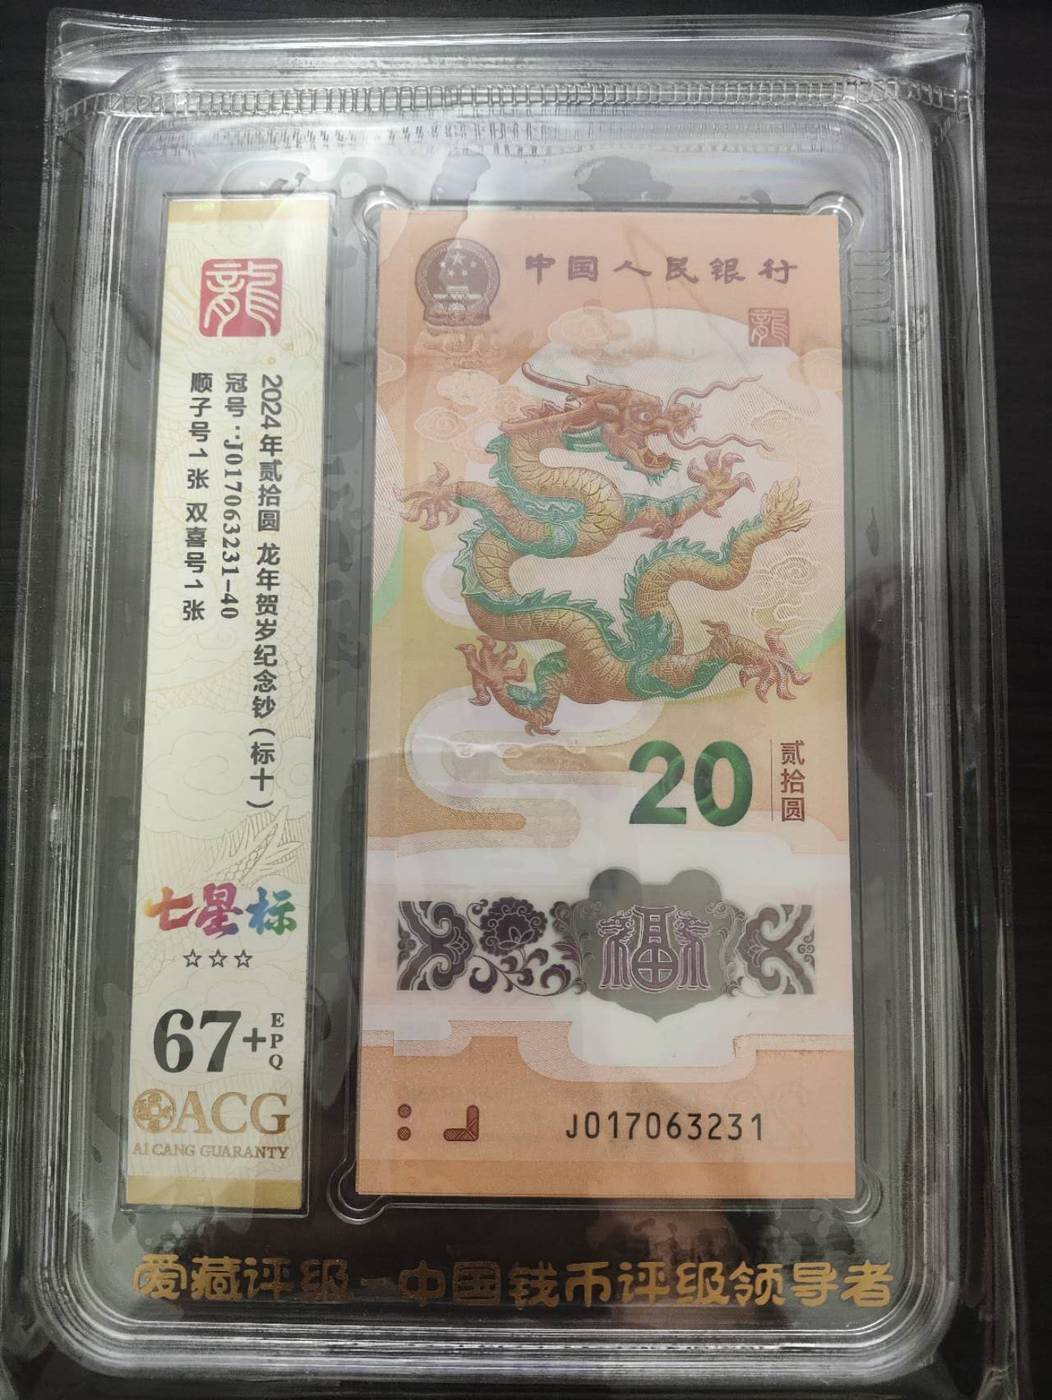 龍
2024年贰拾圆 龙年贺岁纪念钞(标十)
冠号·J017063231-40
顺子号1张 双喜号1张
七星标
☆☆☆
67+
EPQ
ACG
AI CANG GUARANTY
中国人民银行
龍
20
贰拾圆
福
J017063231
爱藏评级-中国钱币评级领导者